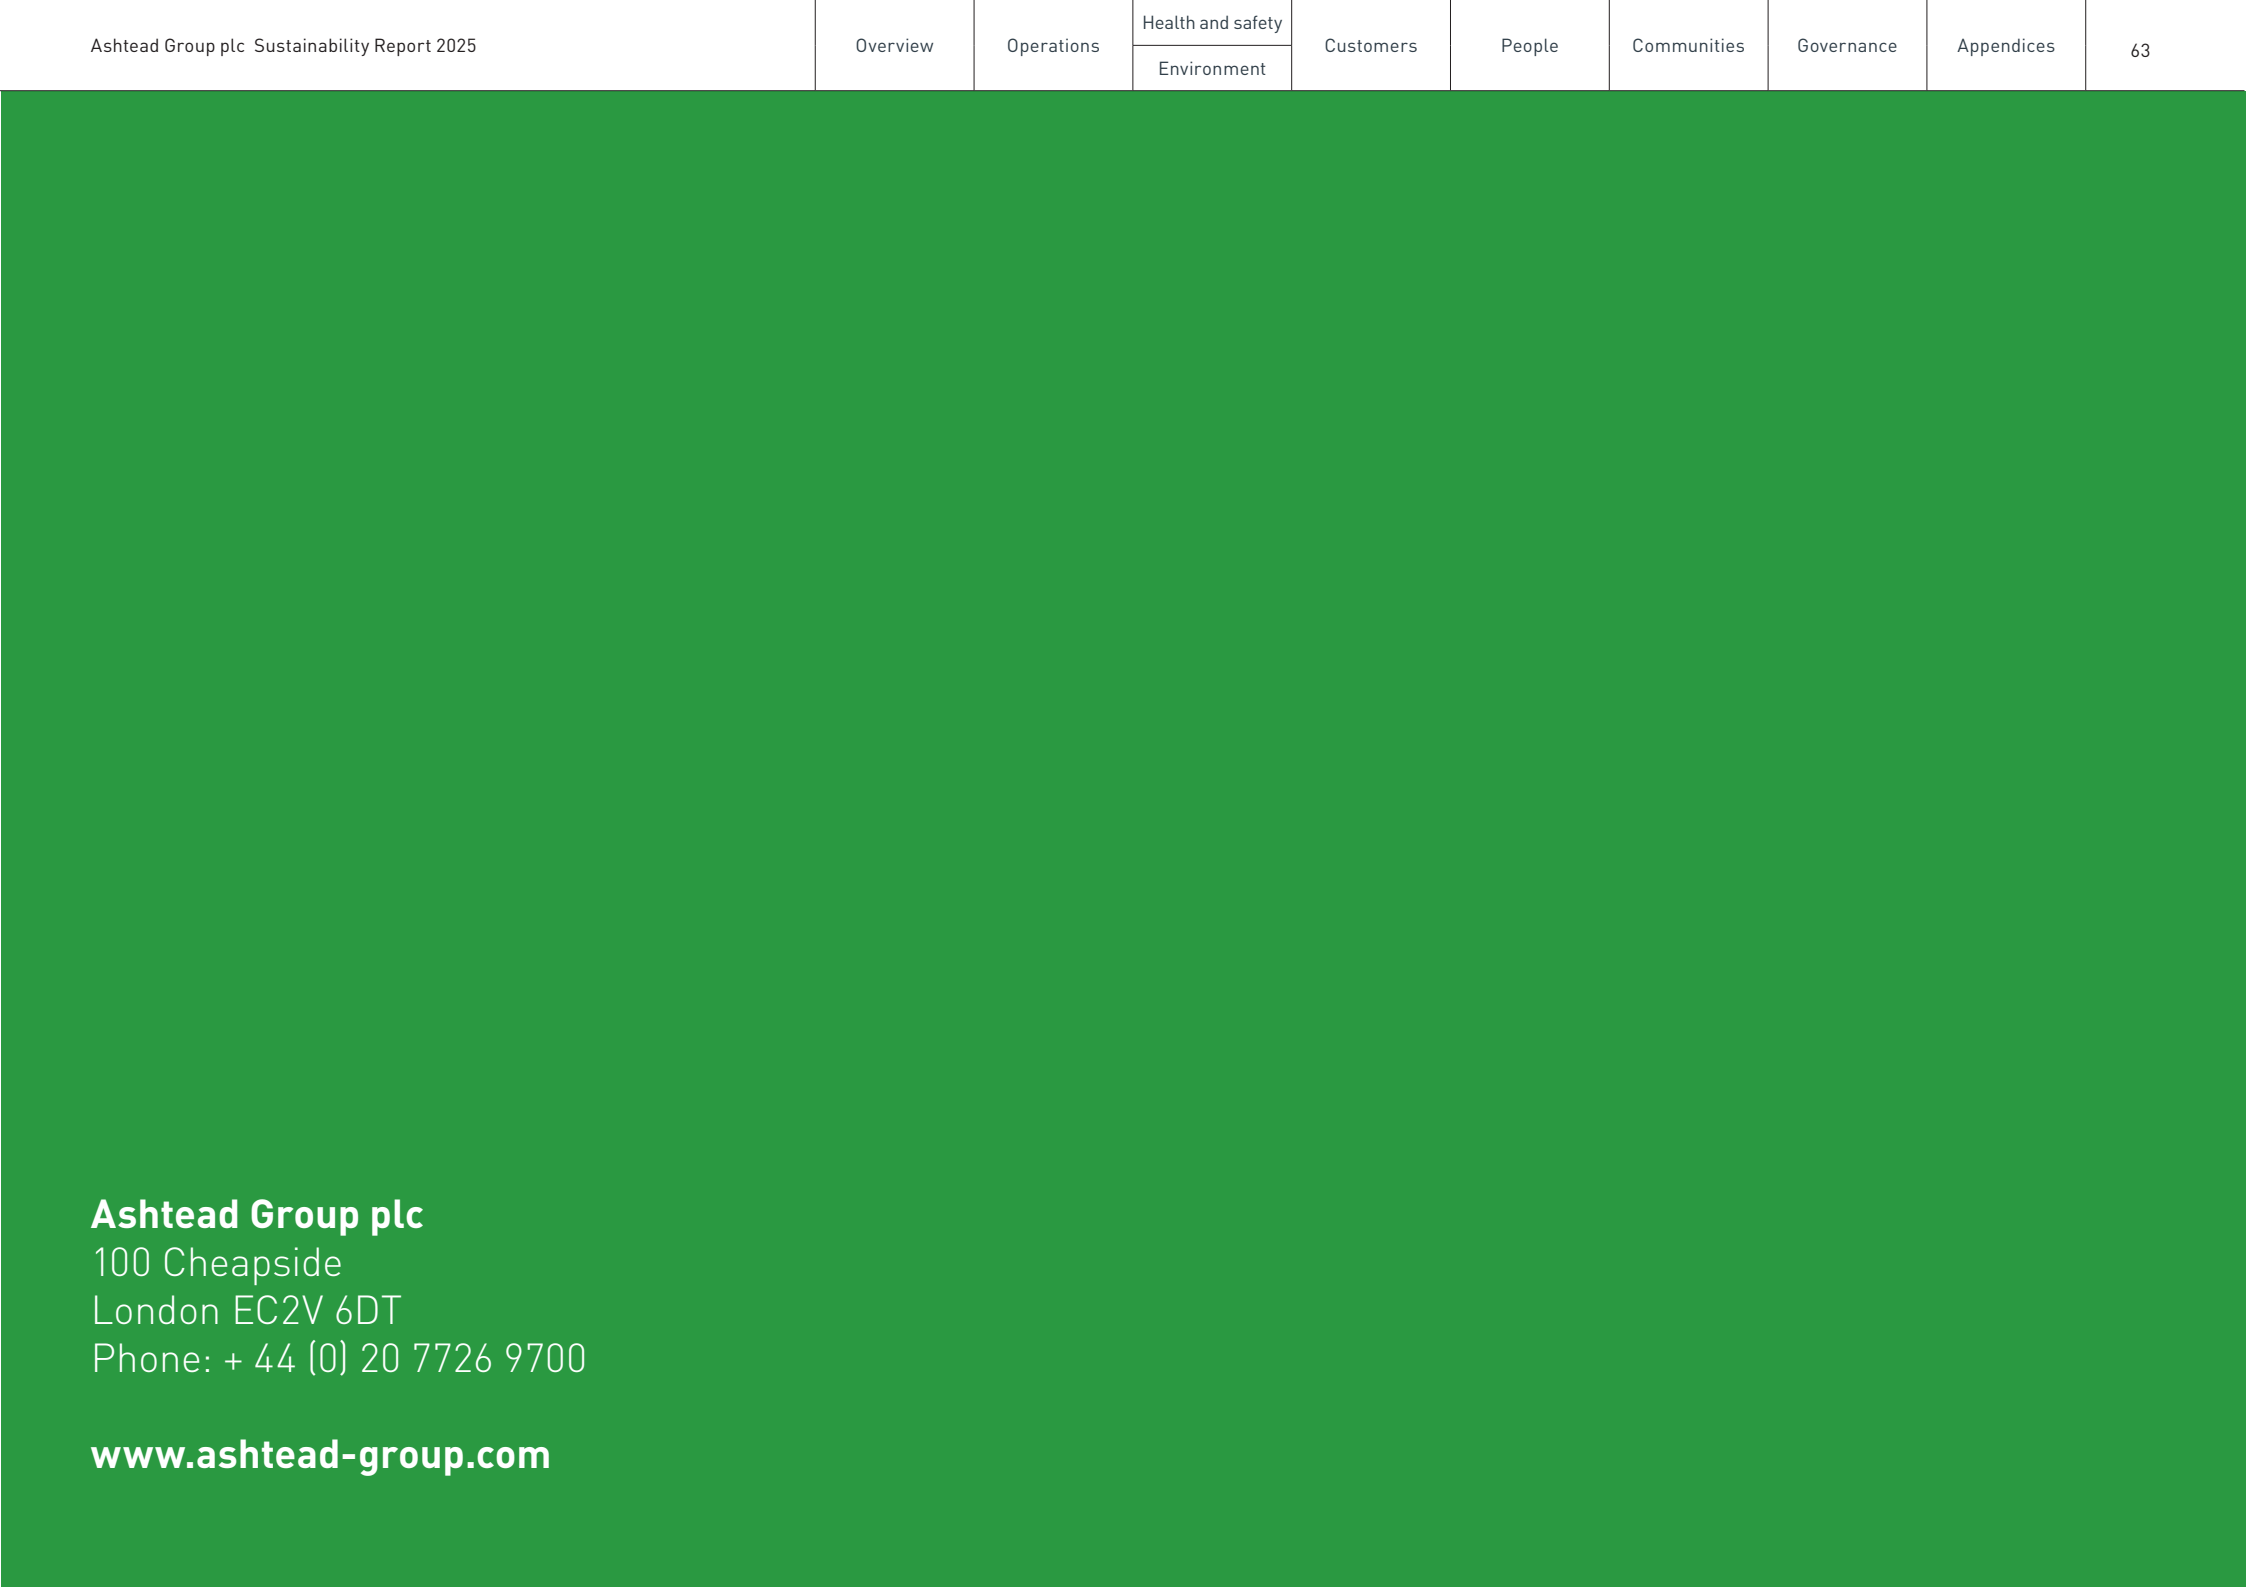 Ashtead Group plc Sustainability Report 2025
Overview
Operations
Health and safety
Environment
Customers
People
Communities
Governance
Appendices
63
Ashtead Group plc
100 Cheapside
London EC2V 6DT
Phone: + 44 (0) 20 7726 9700
www.ashtead-group.com